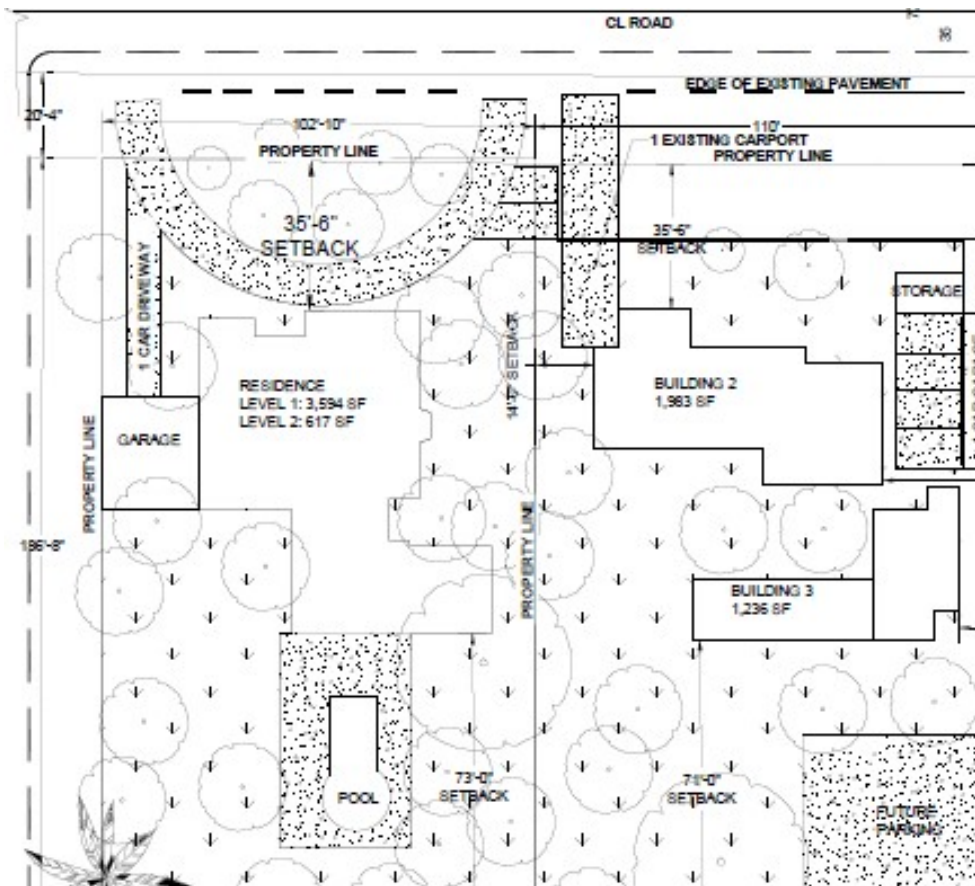 CL ROAD
EDGE OF EXISTING PAVEMENT
20'-4"
102'-10"
110'
PROPERTY LINE
1 EXISTING CARPORT
PROPERTY LINE
35'-6"
SETBACK
35'-6"
SETBACK
1 CAR DRIVEWAY
STORAGE
SETBACK
RESIDENCE
LEVEL 1: 3,594 SF
LEVEL 2: 617 SF
BUILDING 2
1,983 SF
GARAGE
PROPERTY LINE
PROPERTY LINE
BUILDING 3
1,236 SF
73'-0"
SETBACK
71'-0"
SETBACK
POOL
FUTURE
PARKING